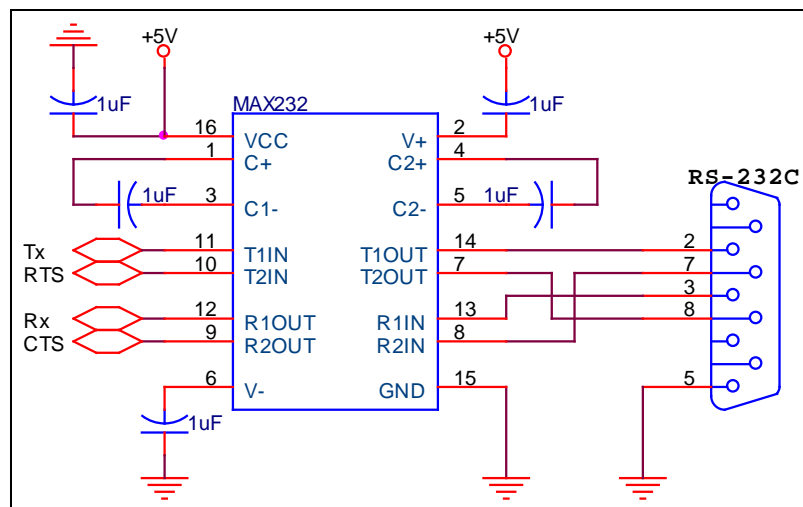 +5V
+5V
1uF
MAX232
1uF
16 VCC V+ 2
1 C+ C2+ 4
1uF 3 C1- C2- 5 1uF
RS-232C
Tx 11 T1IN T1OUT 14 2
RTS 10 T2IN T2OUT 7 7
3
Rx 12 R1OUT R1IN 13 8
CTS 9 R2OUT R2IN 8
6 V- GND 15 5
1uF